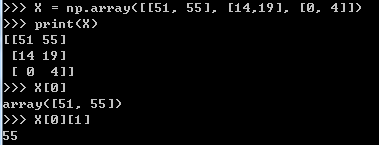 >>> X = np.array([[51, 55], [14,19], [0, 4]])
>>> print(X)
[[51 55]
 [14 19]
 [ 0  4]]
>>> X[0]
array([51, 55])
>>> X[0][1]
55